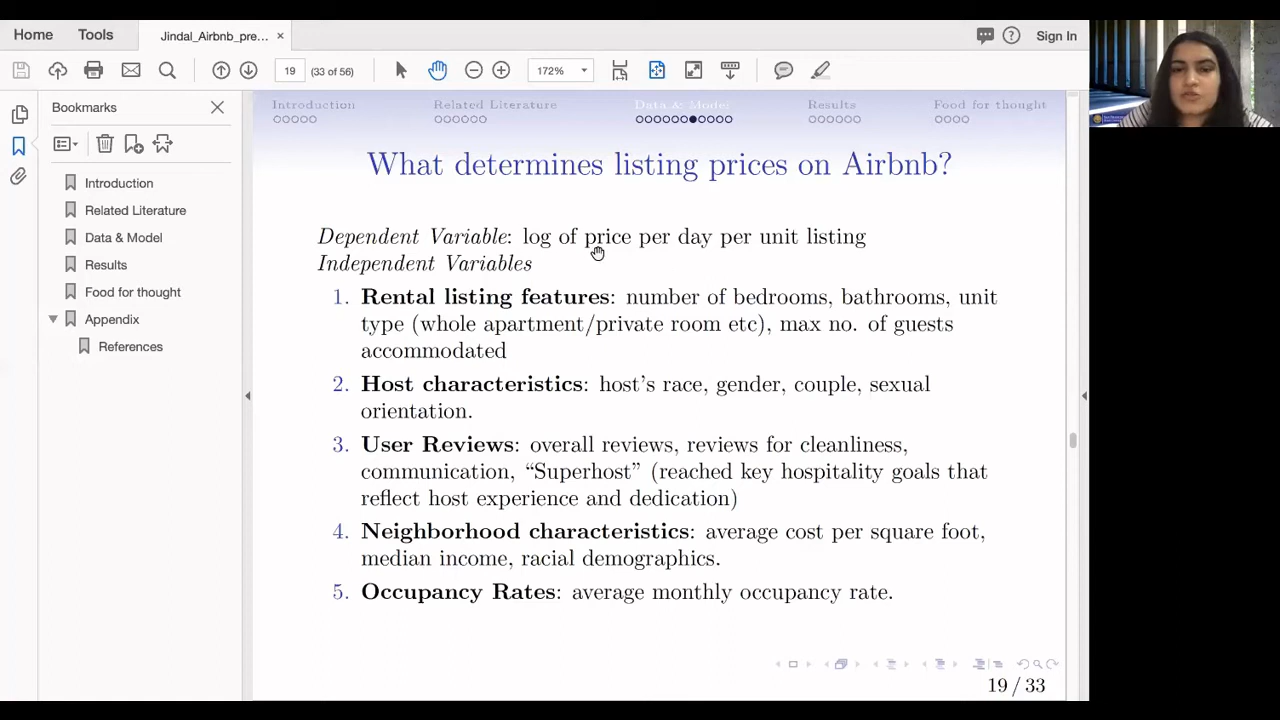 Home Tools Jindal_Airbnb_pre... × Sign In
19 (33 of 56) 172%
Bookmarks
Introduction
Related Literature
Data & Model
Results
Food for thought
Appendix
References
Introduction Related Literature Data & Model Results Food for thought
What determines listing prices on Airbnb?
Dependent Variable: log of price per day per unit listing
Independent Variables
1. Rental listing features: number of bedrooms, bathrooms, unit
type (whole apartment/private room etc), max no. of guests
accommodated
2. Host characteristics: host's race, gender, couple, sexual
orientation.
3. User Reviews: overall reviews, reviews for cleanliness,
communication, “Superhost” (reached key hospitality goals that
reflect host experience and dedication)
4. Neighborhood characteristics: average cost per square foot,
median income, racial demographics.
5. Occupancy Rates: average monthly occupancy rate.
19 / 33